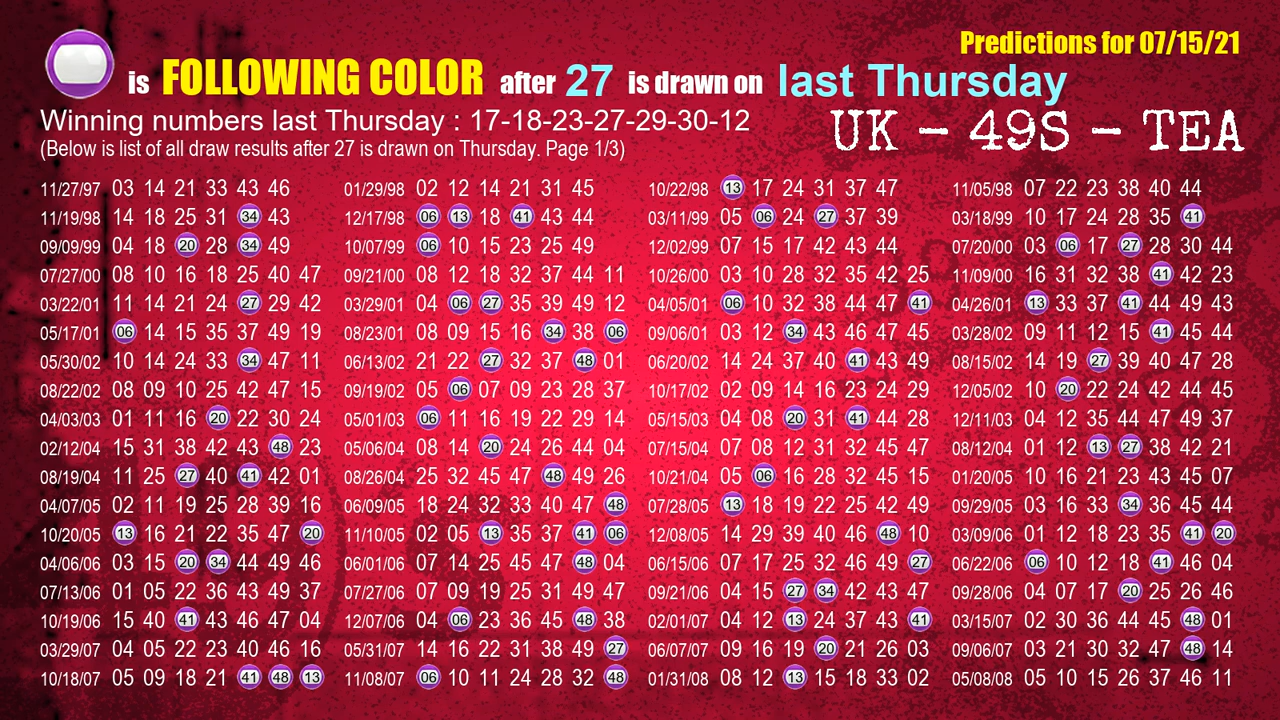 Predictions for 07/15/21
is FOLLOWING COLOR after 27 is drawn on last Thursday
Winning numbers last Thursday : 17-18-23-27-29-30-12
UK - 49S - TEA
(Below is list of all draw results after 27 is drawn on Thursday. Page 1/3)
11/27/97 03 14 21 33 43 46 01/29/98 02 12 14 21 31 45 10/22/98 13 17 24 31 37 47 11/05/98 07 22 23 38 40 44
11/19/98 14 18 25 31 34 43 12/17/98 06 13 18 41 43 44 03/11/99 05 06 24 27 37 39 03/18/99 10 17 24 28 35 41
09/09/99 04 18 20 28 34 49 10/07/99 06 10 15 23 25 49 12/02/99 07 15 17 42 43 44 07/20/00 03 06 17 27 28 30 44
07/27/00 08 10 16 18 25 40 47 09/21/00 08 12 18 32 37 44 11 10/26/00 03 10 28 32 35 42 25 11/09/00 16 31 32 38 41 42 23
03/22/01 11 14 21 24 27 29 42 03/29/01 04 06 27 35 39 49 12 04/05/01 06 10 32 38 44 47 41 04/26/01 13 33 37 41 44 49 43
05/17/01 06 14 15 35 37 49 19 08/23/01 08 09 15 16 34 38 06 09/06/01 03 12 34 43 46 47 45 03/28/02 09 11 12 15 41 45 44
05/30/02 10 14 24 33 34 47 11 06/13/02 21 22 27 32 37 48 01 06/20/02 14 24 37 40 41 43 49 08/15/02 14 19 27 39 40 47 28
08/22/02 08 09 10 25 42 47 15 09/19/02 05 06 07 09 23 28 37 10/17/02 02 09 14 16 23 24 29 12/05/02 10 20 22 24 42 44 45
04/03/03 01 11 16 20 22 30 24 05/01/03 06 11 16 19 22 29 14 05/15/03 04 08 20 31 41 44 28 12/11/03 04 12 35 44 47 49 37
02/12/04 15 31 38 42 43 48 23 05/06/04 08 14 20 24 26 44 04 07/15/04 07 08 12 31 32 45 47 08/12/04 01 12 13 27 38 42 21
08/19/04 11 25 27 40 41 42 01 08/26/04 25 32 45 47 48 49 26 10/21/04 05 06 16 28 32 45 15 01/20/05 10 16 21 23 43 45 07
04/07/05 02 11 19 25 28 39 16 06/09/05 18 24 32 33 40 47 48 07/28/05 13 18 19 22 25 42 49 09/29/05 03 16 33 34 36 45 44
10/20/05 13 16 21 22 35 47 20 11/10/05 02 05 13 35 37 41 06 12/08/05 14 29 39 40 46 48 10 03/09/06 01 12 18 23 35 41 20
04/06/06 03 15 20 34 44 49 46 06/01/06 07 14 25 45 47 48 04 06/15/06 07 17 25 32 46 49 27 06/22/06 06 10 12 18 41 46 04
07/13/06 01 05 22 36 43 49 37 07/27/06 07 09 19 25 31 49 47 09/21/06 04 15 27 34 42 43 47 09/28/06 04 07 17 20 25 26 46
10/19/06 15 40 41 43 46 47 04 12/07/06 04 06 23 36 45 48 38 02/01/07 04 12 13 24 37 43 41 03/15/07 02 30 36 44 45 48 01
03/29/07 04 05 22 23 40 46 16 05/31/07 14 16 22 31 38 49 27 06/07/07 09 16 19 20 21 26 03 09/06/07 03 21 30 32 47 48 14
10/18/07 05 09 18 21 41 48 13 11/08/07 06 10 11 24 28 32 48 01/31/08 08 12 13 15 18 33 02 05/08/08 05 10 15 26 37 46 11